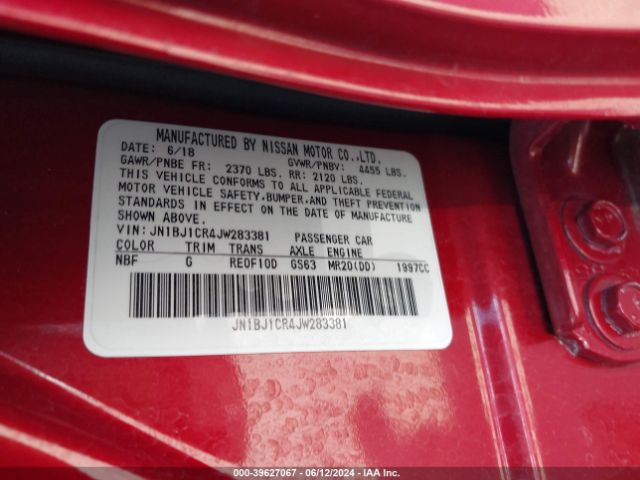 MANUFACTURED BY NISSAN MOTOR CO.,LTD.
DATE: 6/18 GVWR/PNBV: 4455 LBS.
GAWR/PNBE FR: 2370 LBS. RR: 2120 LBS.
THIS VEHICLE CONFORMS TO ALL APPLICABLE FEDERAL
MOTOR VEHICLE SAFETY,BUMPER,AND THEFT PREVENTION
STANDARDS IN EFFECT ON THE DATE OF MANUFACTURE
SHOWN ABOVE.
VIN:JN1BJ1CR4JW283381 PASSENGER CAR
COLOR TRIM TRANS AXLE ENGINE
NBF G RE0F10D GS63 MR20(DD) 1997CC
JN1BJ1CR4JW283381
000-39627067 - 06/12/2024 - IAA Inc.